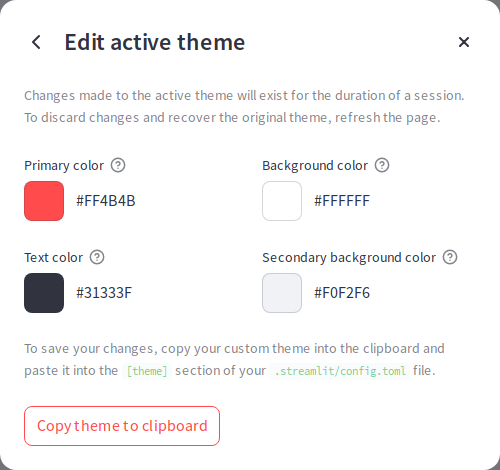 Edit active theme
Changes made to the active theme will exist for the duration of a session.
To discard changes and recover the original theme, refresh the page.
Primary color
Background color
#FF4B4B
#FFFFFF
Text color
Secondary background color
#31333F
#F0F2F6
To save your changes, copy your custom theme into the clipboard and
paste it into the [theme] section of your .streamlit/config.toml file.
Copy theme to clipboard